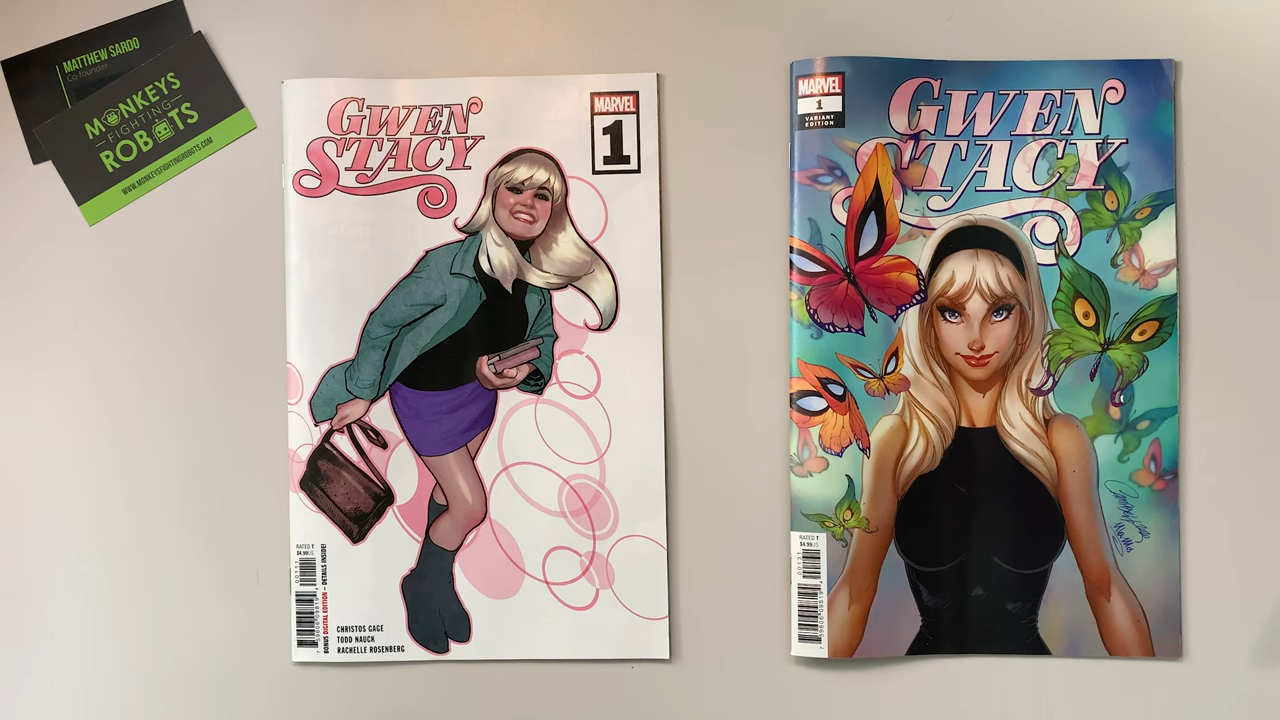 MATTHEW SARDO
Co-founder
MONKEYS
FIGHTING
ROBOTS
WWW.MONKEYSFIGHTINGROBOTS.COM
GWEN
STACY
MARVEL
1
RATED T
$4.99US
BONUS DIGITAL EDITION – DETAILS INSIDE!
CHRISTOS GAGE
TODD NAUCK
RACHELLE ROSENBERG
MARVEL
1
VARIANT
EDITION
GWEN
STACY
RATED T
$4.99US